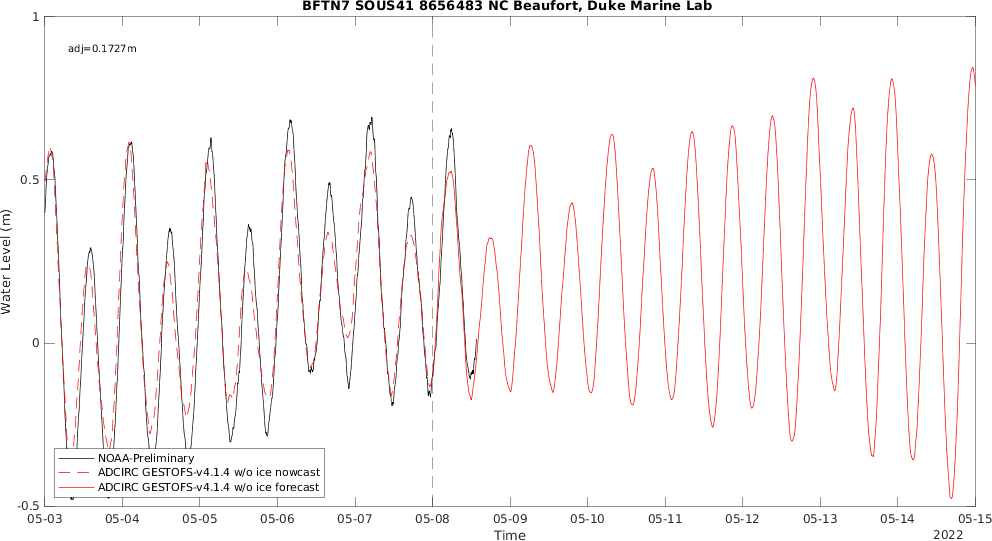 BFTN7 SOUS41 8656483 NC Beaufort, Duke Marine Lab
adj=0.1727m
1
0.5
0
-0.5
Water Level (m)
NOAA-Preliminary
ADCIRC GESTOFS-v4.1.4 w/o ice nowcast
ADCIRC GESTOFS-v4.1.4 w/o ice forecast
05-03 05-04 05-05 05-06 05-07 05-08 05-09 05-10 05-11 05-12 05-13 05-14 05-15
Time
2022